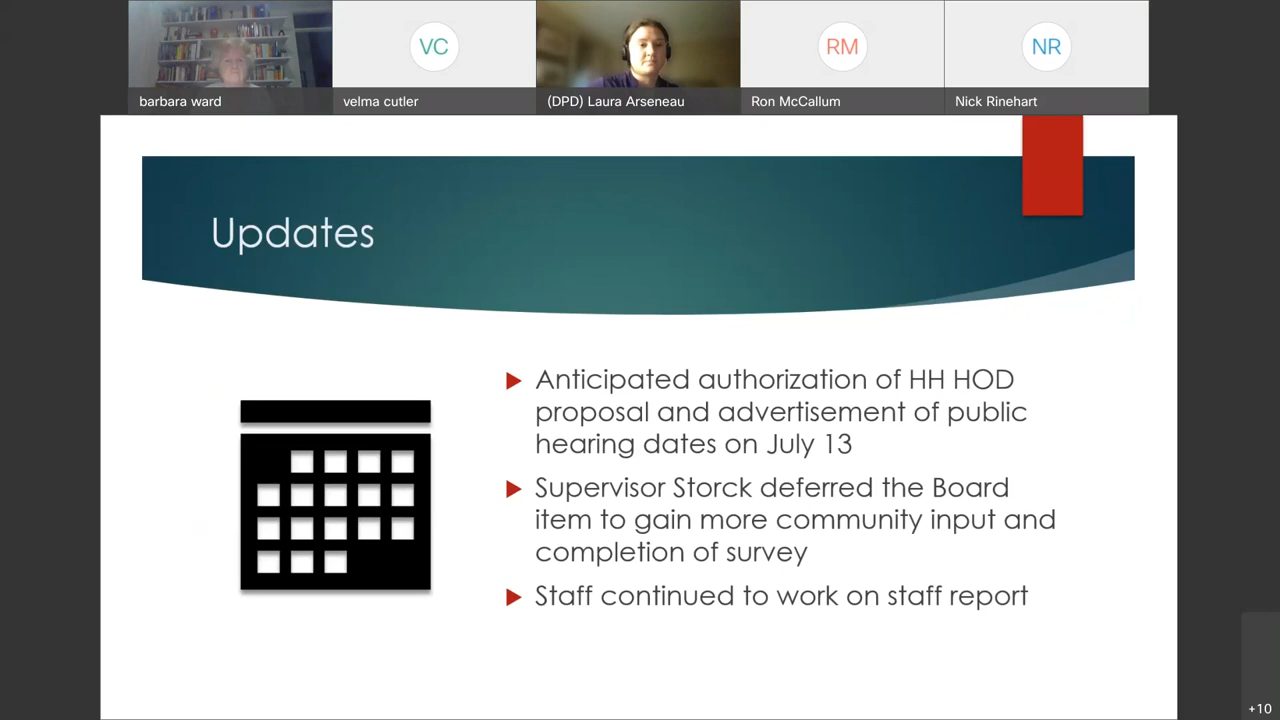 VC
RM
NR
barbara ward
velma cutler
(DPD) Laura Arseneau
Ron McCallum
Nick Rinehart
Updates
Anticipated authorization of HH HOD
proposal and advertisement of public
hearing dates on July 13
Supervisor Storck deferred the Board
item to gain more community input and
completion of survey
Staff continued to work on staff report
+10